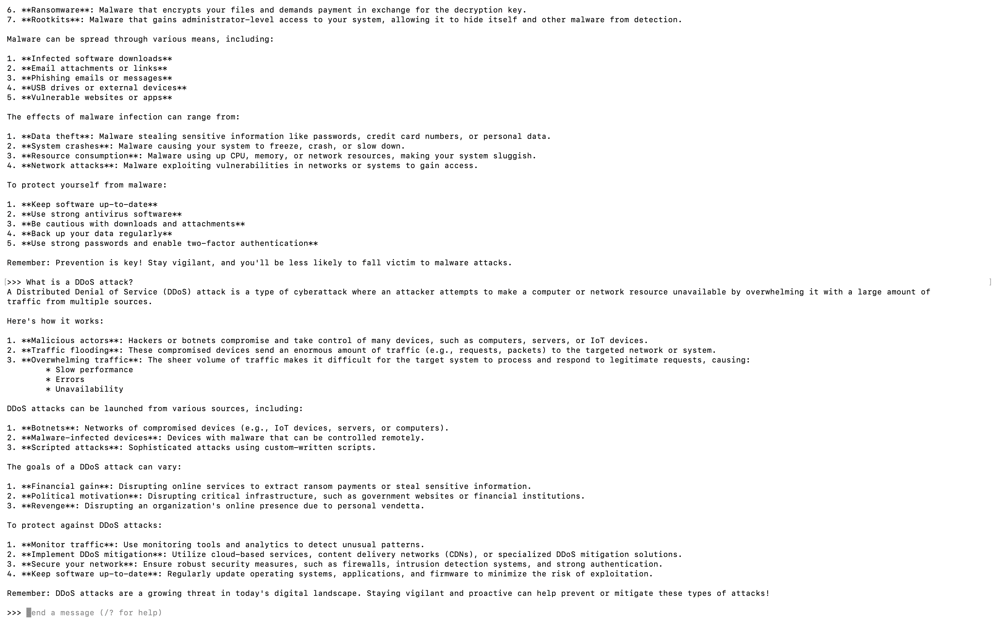 6. **Ransomware**: Malware that encrypts your files and demands payment in exchange for the decryption key.
7. **Rootkits**: Malware that gains administrator-level access to your system, allowing it to hide itself and other malware from detection.

Malware can be spread through various means, including:

1. **Infected software downloads**
2. **Email attachments or links**
3. **Phishing emails or messages**
4. **USB drives or external devices**
5. **Vulnerable websites or apps**

The effects of malware infection can range from:

1. **Data theft**: Malware stealing sensitive information like passwords, credit card numbers, or personal data.
2. **System crashes**: Malware causing your system to freeze, crash, or slow down.
3. **Resource consumption**: Malware using up CPU, memory, or network resources, making your system sluggish.
4. **Network attacks**: Malware exploiting vulnerabilities in networks or systems to gain access.

To protect yourself from malware:

1. **Keep software up-to-date**
2. **Use strong antivirus software**
3. **Be cautious with downloads and attachments**
4. **Back up your data regularly**
5. **Use strong passwords and enable two-factor authentication**

Remember: Prevention is key! Stay vigilant, and you'll be less likely to fall victim to malware attacks.

[>>> What is a DDoS attack? ]
A Distributed Denial of Service (DDoS) attack is a type of cyberattack where an attacker attempts to make a computer or network resource unavailable by overwhelming it with a large amount of
traffic from multiple sources.

Here's how it works:

1. **Malicious actors**: Hackers or botnets compromise and take control of many devices, such as computers, servers, or IoT devices.
2. **Traffic flooding**: These compromised devices send an enormous amount of traffic (e.g., requests, packets) to the targeted network or system.
3. **Overwhelming traffic**: The sheer volume of traffic makes it difficult for the target system to process and respond to legitimate requests, causing:
        * Slow performance
        * Errors
        * Unavailability

DDoS attacks can be launched from various sources, including:

1. **Botnets**: Networks of compromised devices (e.g., IoT devices, servers, or computers).
2. **Malware-infected devices**: Devices with malware that can be controlled remotely.
3. **Scripted attacks**: Sophisticated attacks using custom-written scripts.

The goals of a DDoS attack can vary:

1. **Financial gain**: Disrupting online services to extract ransom payments or steal sensitive information.
2. **Political motivation**: Disrupting critical infrastructure, such as government websites or financial institutions.
3. **Revenge**: Disrupting an organization's online presence due to personal vendetta.

To protect against DDoS attacks:

1. **Monitor traffic**: Use monitoring tools and analytics to detect unusual patterns.
2. **Implement DDoS mitigation**: Utilize cloud-based services, content delivery networks (CDNs), or specialized DDoS mitigation solutions.
3. **Secure your network**: Ensure robust security measures, such as firewalls, intrusion detection systems, and strong authentication.
4. **Keep software up-to-date**: Regularly update operating systems, applications, and firmware to minimize the risk of exploitation.

Remember: DDoS attacks are a growing threat in today's digital landscape. Staying vigilant and proactive can help prevent or mitigate these types of attacks!

>>> Send a message (/? for help)